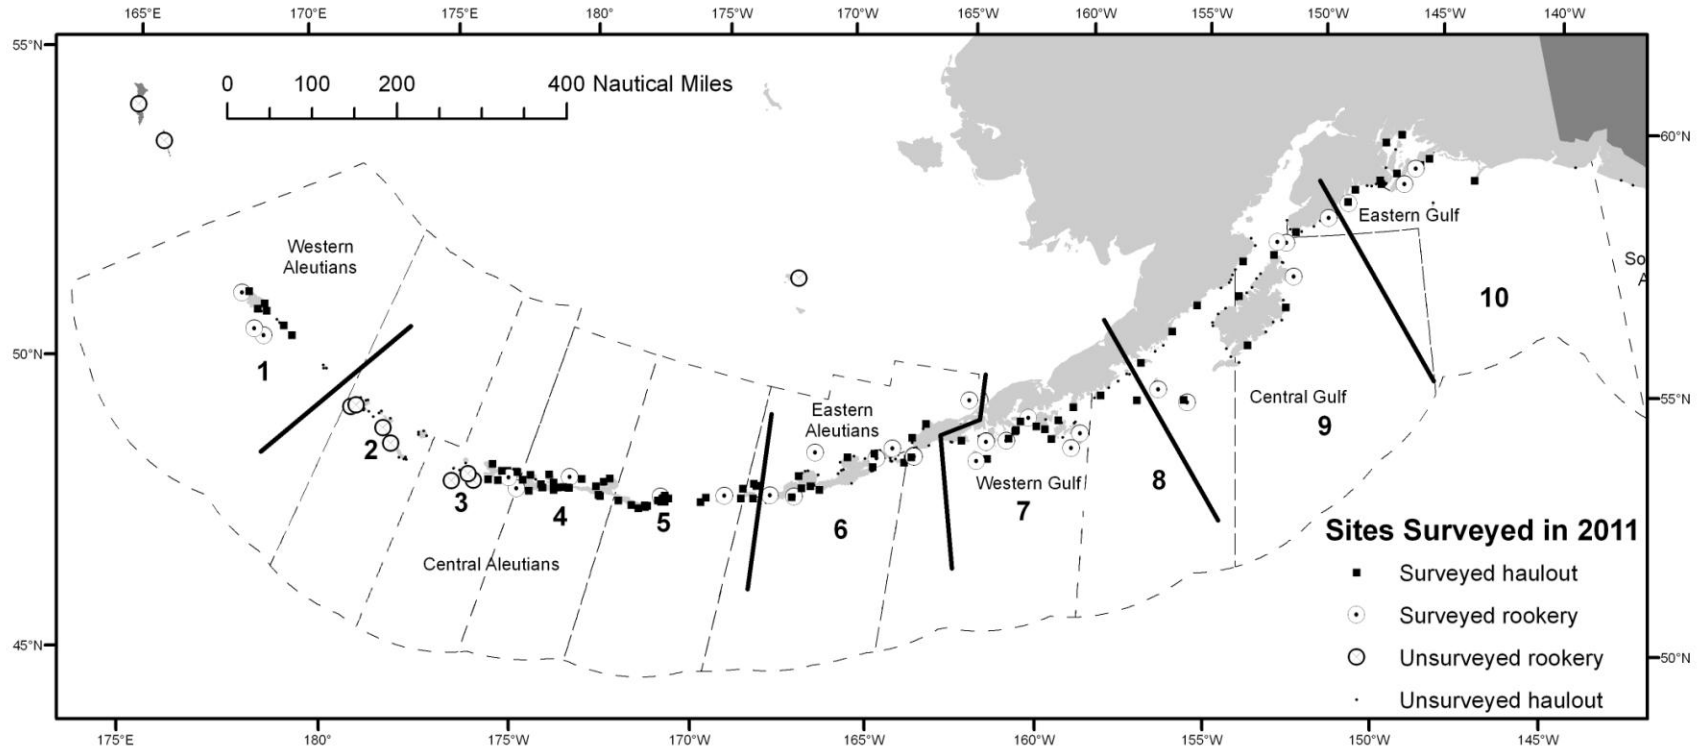 165°E 170°E 175°E 180° 175°W 170°W 165°W 160°W 155°W 150°W 145°W 140°W
55°N
0 100 200 400 Nautical Miles
60°N
Western
Aleutians
Eastern Gulf
So
A
10
50°N
1
Eastern
Aleutians
Central Gulf
55°N
9
2
3
4
5
6
Western Gulf
7
8
Central Aleutians
Sites Surveyed in 2011
Surveyed haulout
Surveyed rookery
Unsurveyed rookery
Unsurveyed haulout
45°N
50°N
175°E 180° 175°W 170°W 165°W 160°W 155°W 150°W 145°W